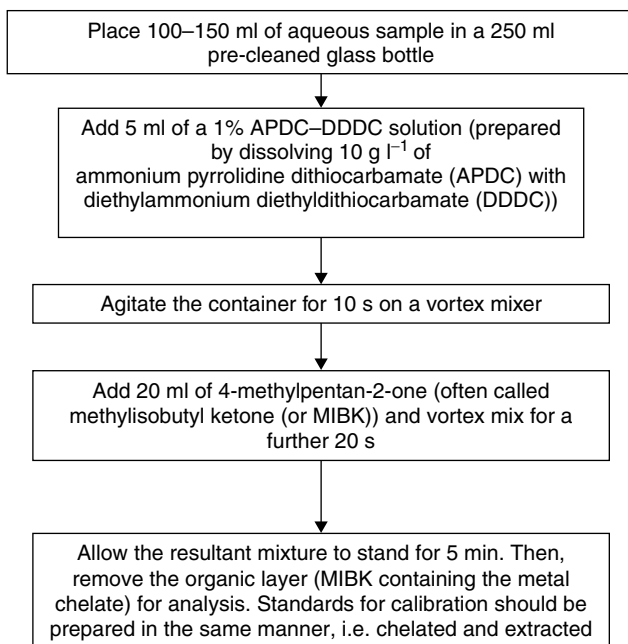 Place 100–150 ml of aqueous sample in a 250 ml
pre-cleaned glass bottle
Add 5 ml of a 1% APDC–DDDC solution (prepared
by dissolving 10 g l⁻¹ of
ammonium pyrrolidine dithiocarbamate (APDC) with
diethylammonium diethyldithiocarbamate (DDDC))
Agitate the container for 10 s on a vortex mixer
Add 20 ml of 4-methylpentan-2-one (often called
methylisobutyl ketone (or MIBK)) and vortex mix for a
further 20 s
Allow the resultant mixture to stand for 5 min. Then,
remove the organic layer (MIBK containing the metal
chelate) for analysis. Standards for calibration should be
prepared in the same manner, i.e. chelated and extracted